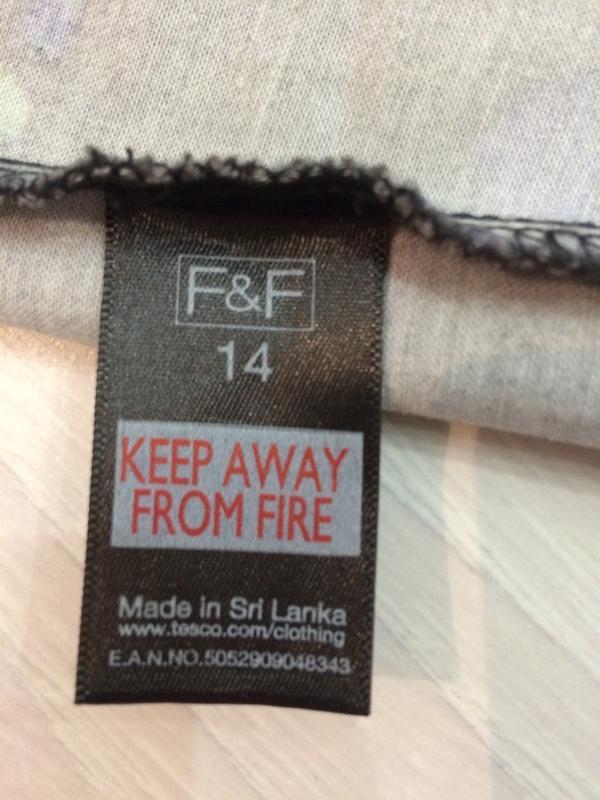 F&F
14
KEEP AWAY
FROM FIRE
Made in Sri Lanka
www.tesco.com/clothing
E.A.N.NO.5052909048343